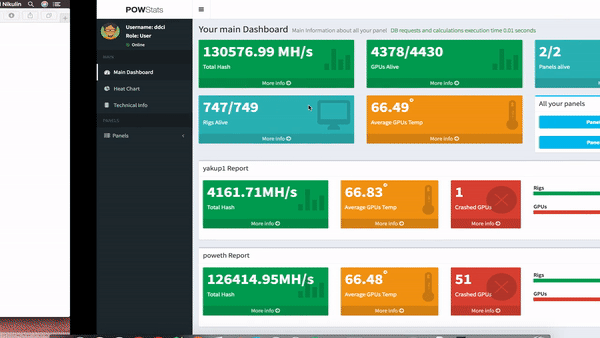 Nikulin
POWStats
Username: ddci
Role: User
Online
MAIN
Main Dashboard
Heat Chart
Technical info
PANELS
Panels
Your main Dashboard Main Information about all your panel DB requests and calculations execution time 0.01 seconds
130576.99 MH/s
Total Hash
More info
4378/4430
GPUs Alive
More info
2/2
Panels alive
747/749
Rigs Alive
More info
66.49°
Average GPUs Temp
More info
All your panels
yakup1 Report
4161.71MH/s
Total Hash
More info
66.83°
Average GPUs Temp
More info
1
Crashed GPUs
More info
Rigs
GPUs
poweth Report
126414.95MH/s
Total Hash
More info
66.48°
Average GPUs Temp
More info
51
Crashed GPUs
More info
Rigs
GPUs